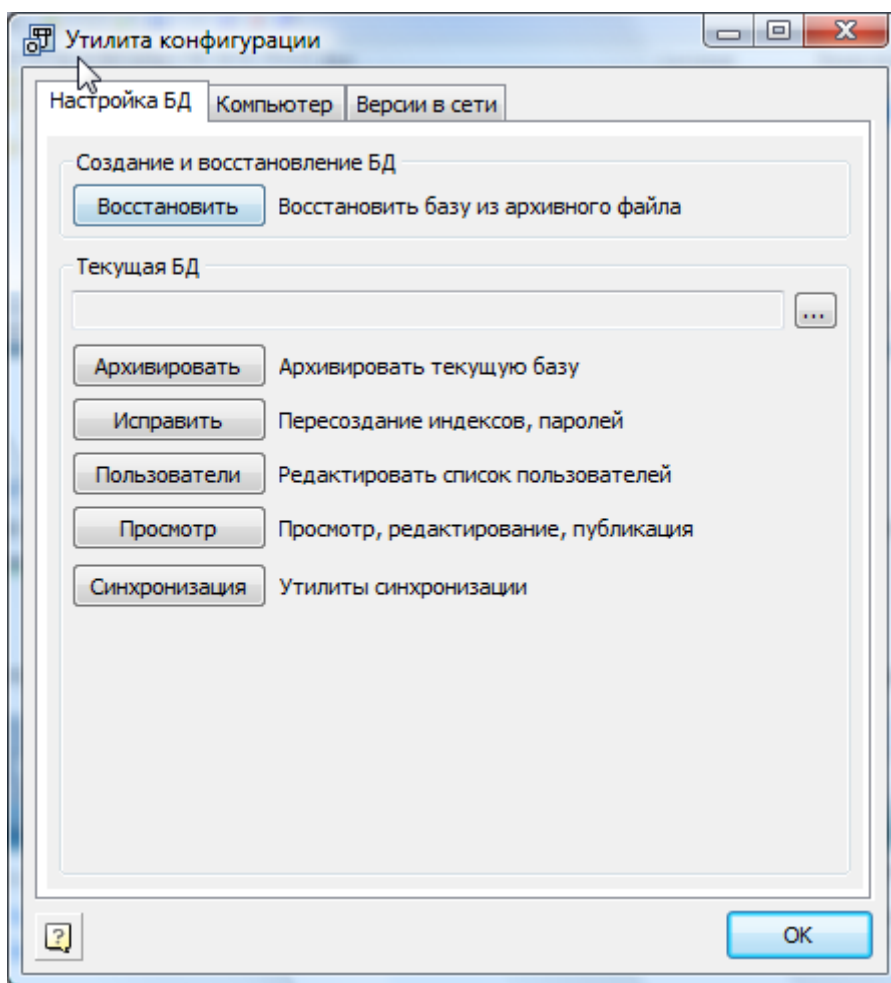 Утилита конфигурации
Настройка БД Компьютер Версии в сети
Создание и восстановление БД
Восстановить Восстановить базу из архивного файла
Текущая БД
...
Архивировать Архивировать текущую базу
Исправить Пересоздание индексов, паролей
Пользователи Редактировать список пользователей
Просмотр Просмотр, редактирование, публикация
Синхронизация Утилиты синхронизации
? ОК